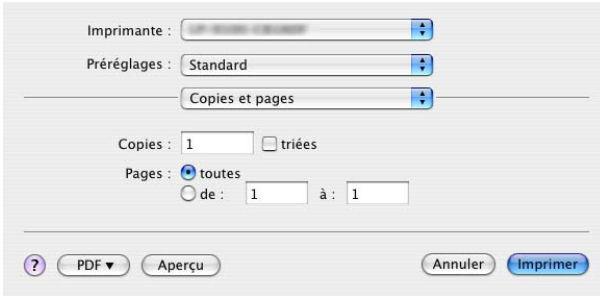 Imprimante :
Préréglages : Standard
Copies et pages
Copies : 1 triées
Pages : toutes
de : 1 à : 1
? PDF ▼ Aperçu Annuler Imprimer